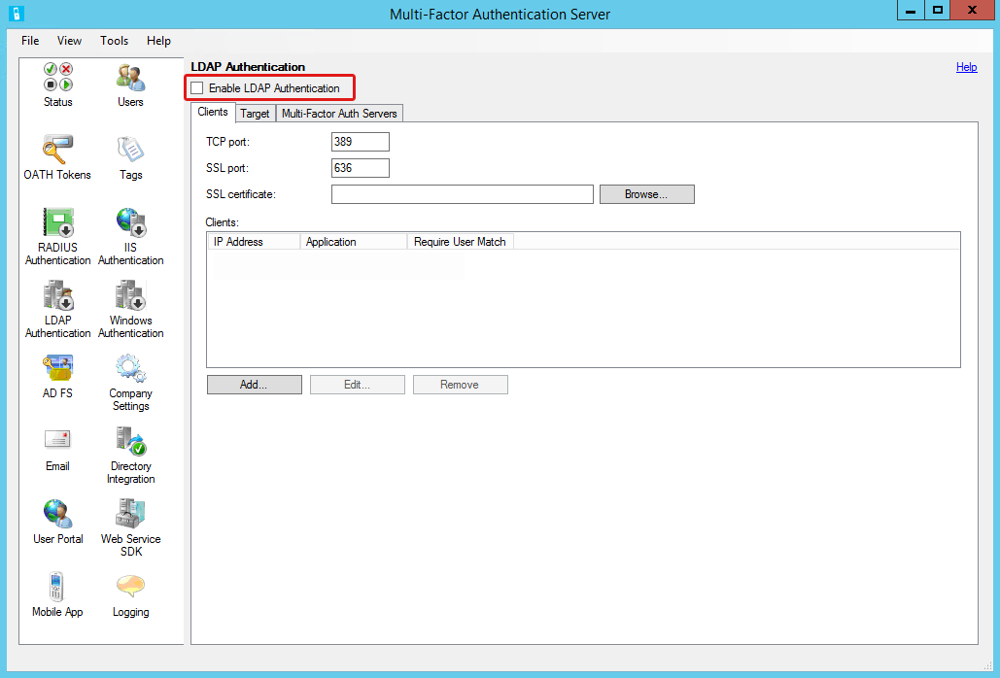 Multi-Factor Authentication Server
File View Tools Help
Status Users
OATH Tokens Tags
RADIUS Authentication
IIS Authentication
LDAP Authentication
Windows Authentication
AD FS
Company Settings
Email
Directory Integration
User Portal
Web Service SDK
Mobile App
Logging
LDAP Authentication
Help
Enable LDAP Authentication
Clients Target Multi-Factor Auth Servers
TCP port: 389
SSL port: 636
SSL certificate: Browse...
Clients:
IP Address Application Require User Match
Add... Edit... Remove